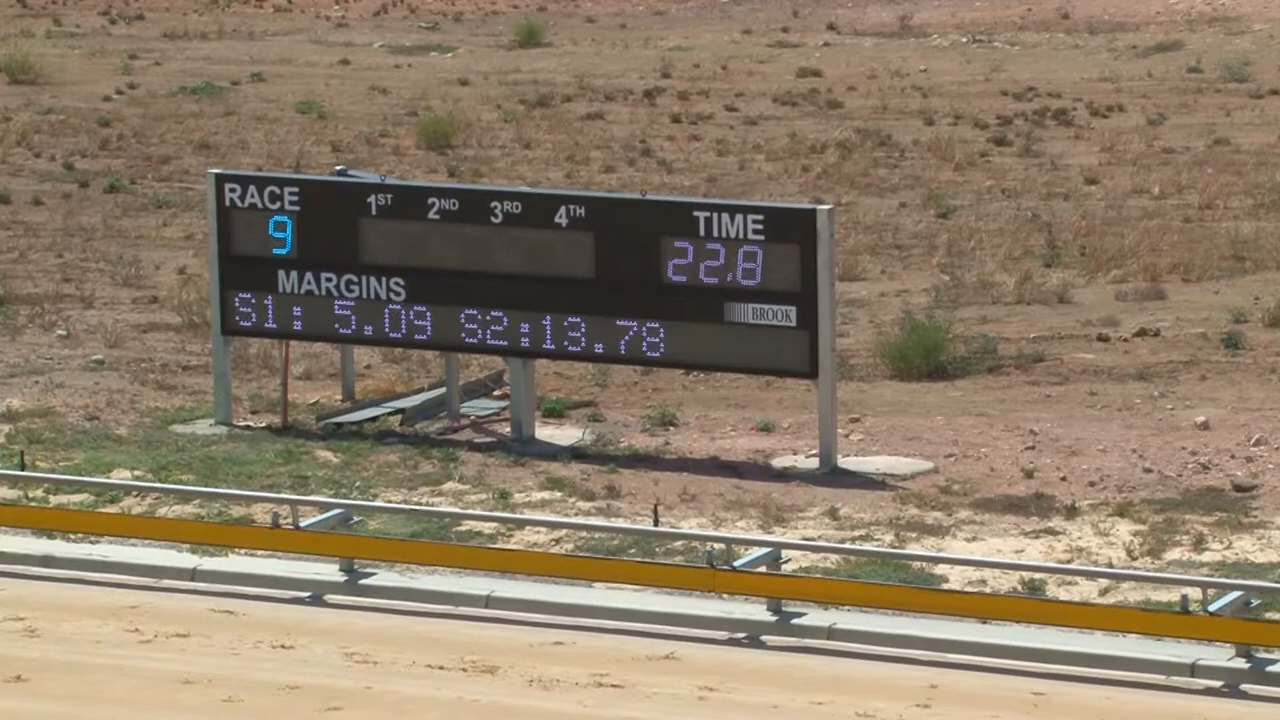 RACE 1ST 2ND 3RD 4TH TIME
9 22.8
MARGINS
BROOK
S1: 5.09 S2:13.78